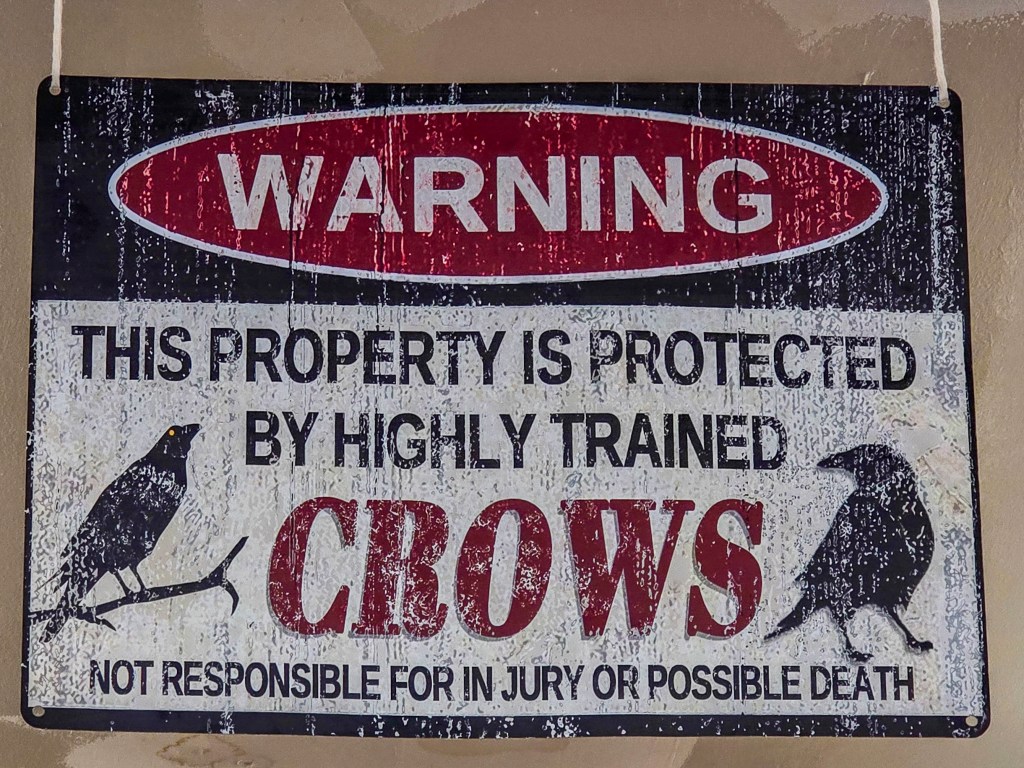 WARNING
THIS PROPERTY IS PROTECTED
BY HIGHLY TRAINED
CROWS
NOT RESPONSIBLE FOR IN JURY OR POSSIBLE DEATH